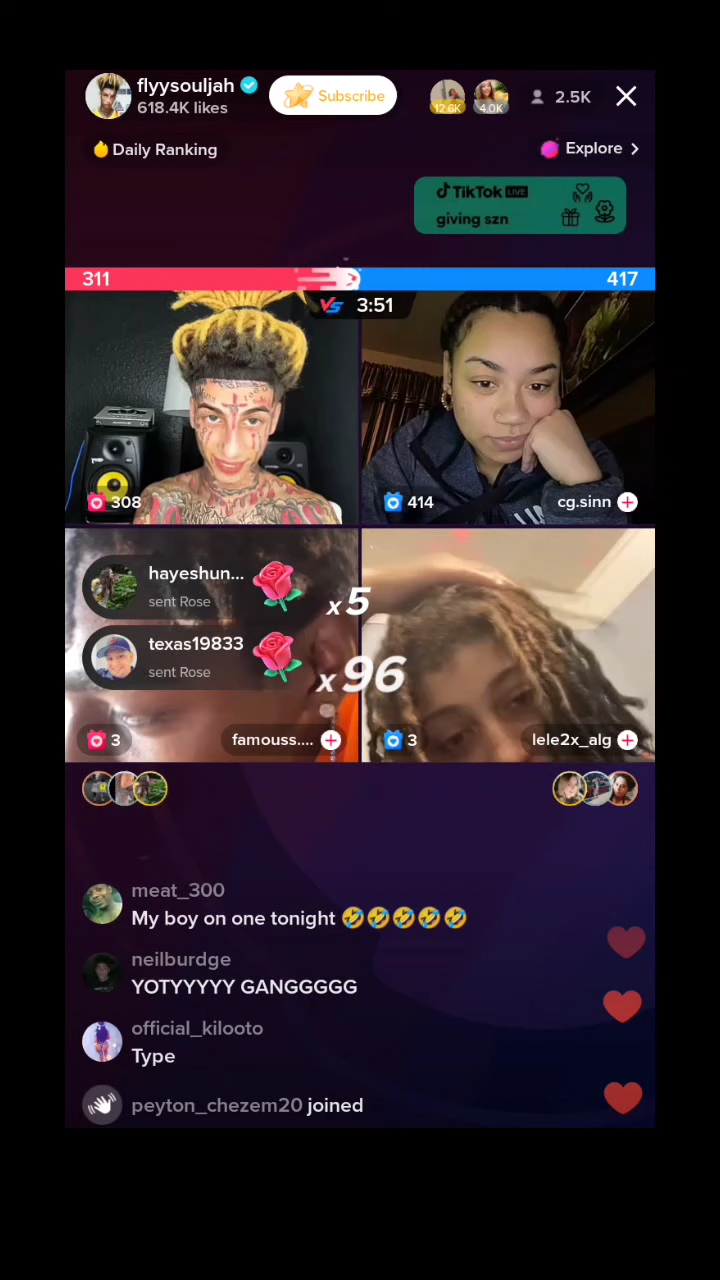 flyysouljah
618.4K likes
Subscribe
12.6K
4.0K
2.5K
Daily Ranking
Explore
TikTok LIVE
giving szn
311
417
VS 3:51
308
414
cg.sinn
hayeshun...
sent Rose
x5
texas19833
sent Rose
x96
3
famouss....
3
lele2x_alg
meat_300
My boy on one tonight 🤣🤣🤣🤣🤣
neilburdge
YOTYYYYY GANGGGGG
official_kilooto
Type
peyton_chezem20 joined